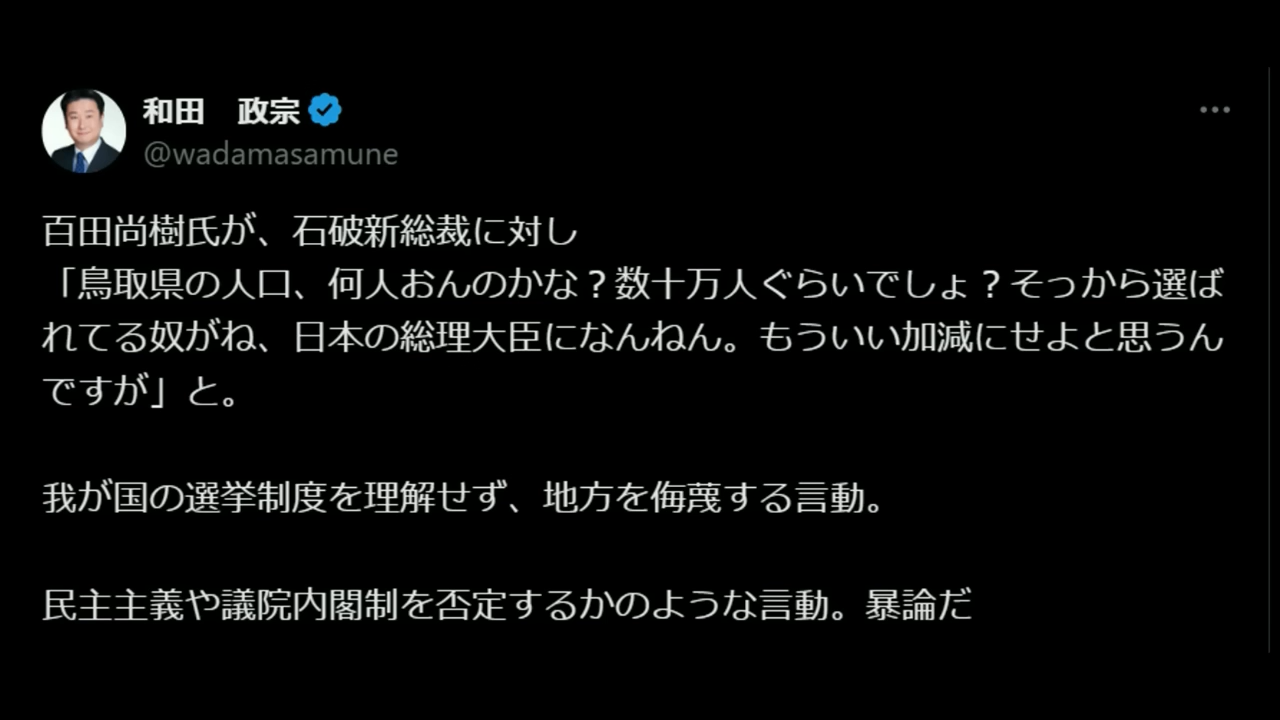 和田　政宗
@wadamasamune
百田尚樹氏が、石破新総裁に対し
「鳥取県の人口、何人おんのかな？数十万人ぐらいでしょ？そっから選ば
れてる奴がね、日本の総理大臣になんねん。もういい加減にせよと思うん
ですが」と。
我が国の選挙制度を理解せず、地方を侮蔑する言動。
民主主義や議院内閣制を否定するかのような言動。暴論だ